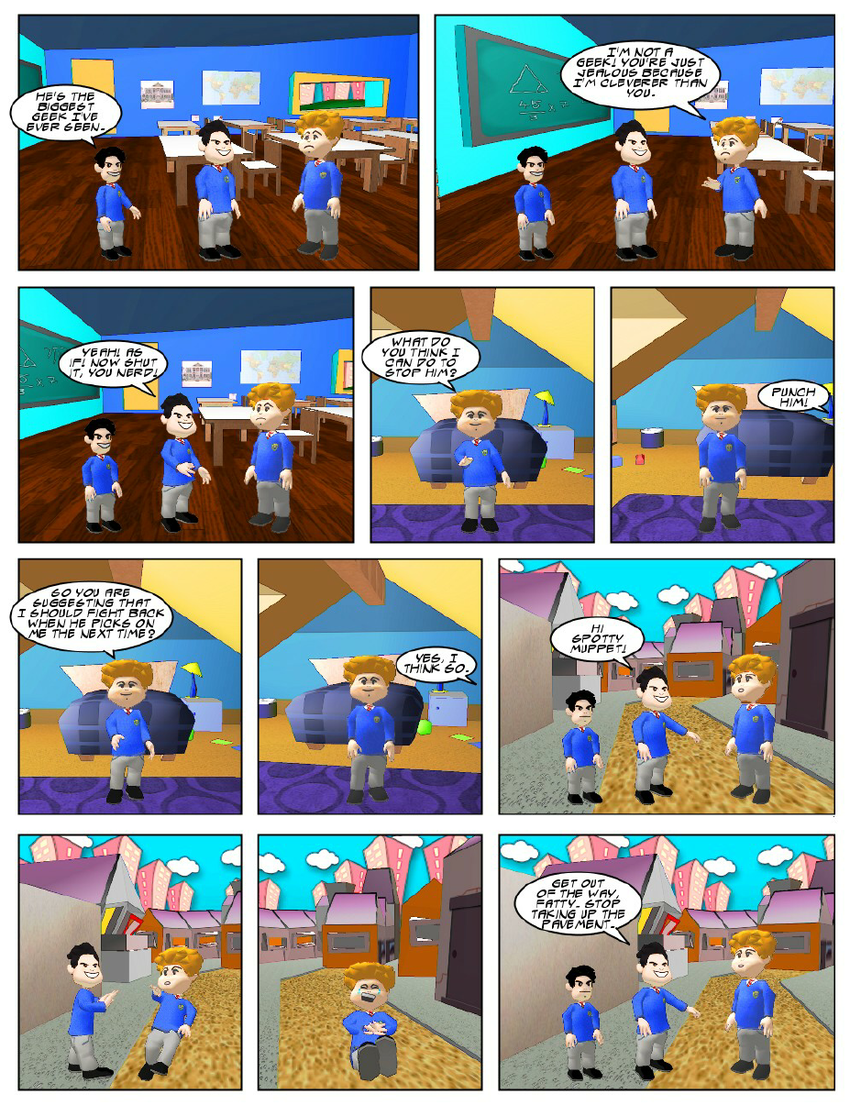 HE'S THE
BIGGEST
GEEK I'VE
EVER SEEN.
I'M NOT A
GEEK! YOU'RE JUST
JEALOUS BECAUSE
I'M CLEVERER THAN
YOU.
YEAH! AS
IF! NOW SHUT
IT, YOU NERD!
WHAT DO
YOU THINK I
CAN DO TO
STOP HIM?
PUNCH
HIM!
SO YOU ARE
SUGGESTING THAT
I SHOULD FIGHT BACK
WHEN HE PICKS ON
ME THE NEXT TIME?
YES, I
THINK SO.
HI
SPOTTY
MUPPET!
GET OUT
OF THE WAY,
FATTY. STOP
TAKING UP THE
PAVEMENT.